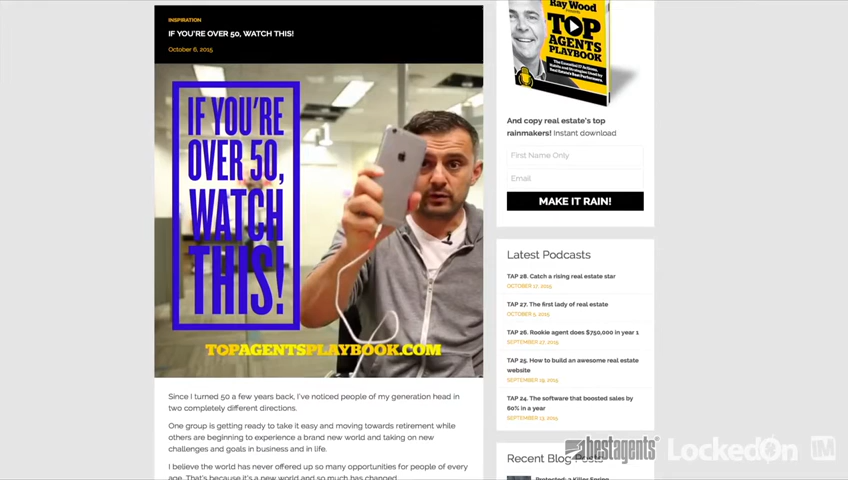 INSPIRATION
IF YOU'RE OVER 50, WATCH THIS!
October 6, 2015
IF YOU'RE
OVER 50,
WATCH
THIS!
TOPAGENTSPLAYBOOK.COM
Since I turned 50 a few years back, I've noticed people of my generation head in
two completely different directions.
One group is getting ready to take it easy and moving towards retirement while
others are beginning to experience a brand new world and taking on new
challenges and goals in business and in life.
I believe the world has never offered up so many opportunities for people of every
age. That's because it's a new world and so much has changed.
Ray Wood
Presents
TOP
AGENTS
PLAYBOOK
And copy real estate's top
rainmakers! Instant download
First Name Only
Email
MAKE IT RAIN!
Latest Podcasts
TAP 28. Catch a rising real estate star
TAP 27. The first lady of real estate
TAP 26. Rookie agent does $750,000 in year 1
SEPTEMBER 27, 2015
TAP 25. How to build an awesome real estate
website
SEPTEMBER 19, 2015
TAP 24. The software that boosted sales by
60% in a year
SEPTEMBER 13, 2015
Recent Blog Posts
bestagents
LockedOn